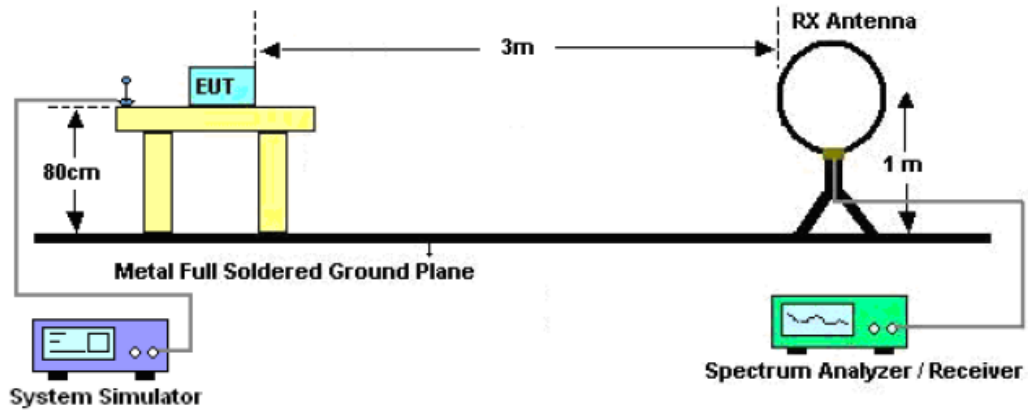 RX Antenna
3m
EUT
80cm
1 m
Metal Full Soldered Ground Plane
System Simulator
Spectrum Analyzer / Receiver